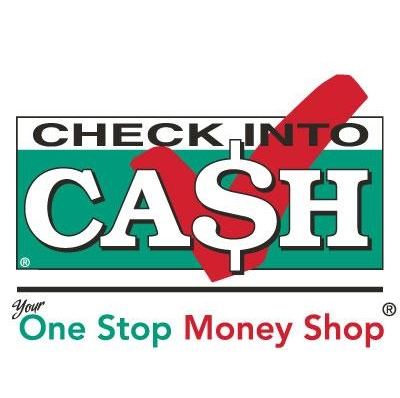 CHECK INTO
CA$H
®
Your
One Stop Money Shop®